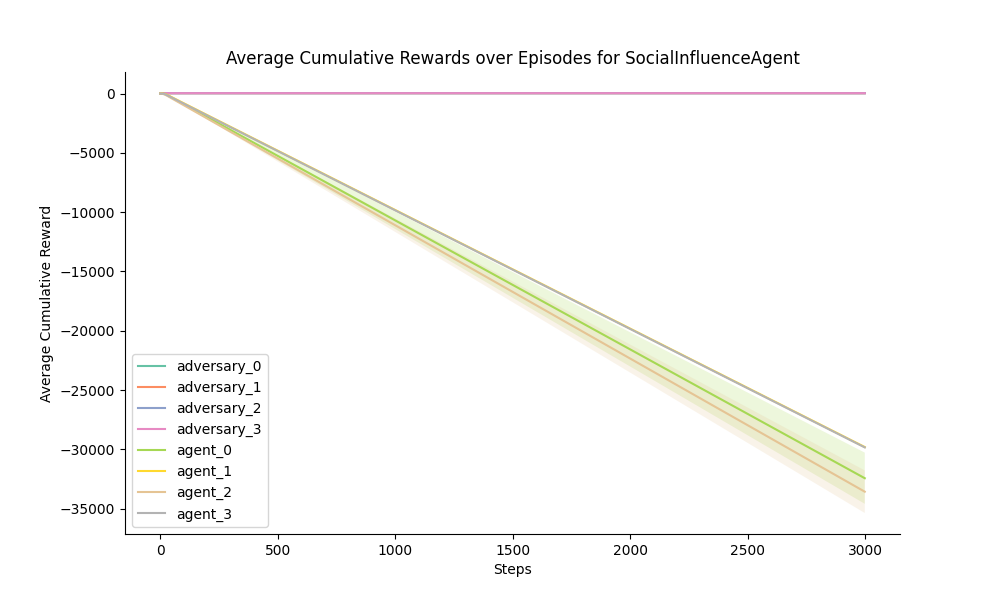 Average Cumulative Rewards over Episodes for SocialInfluenceAgent
Average Cumulative Reward
0
−5000
−10000
−15000
−20000
−25000
−30000
−35000
adversary_0
adversary_1
adversary_2
adversary_3
agent_0
agent_1
agent_2
agent_3
0 500 1000 1500 2000 2500 3000
Steps